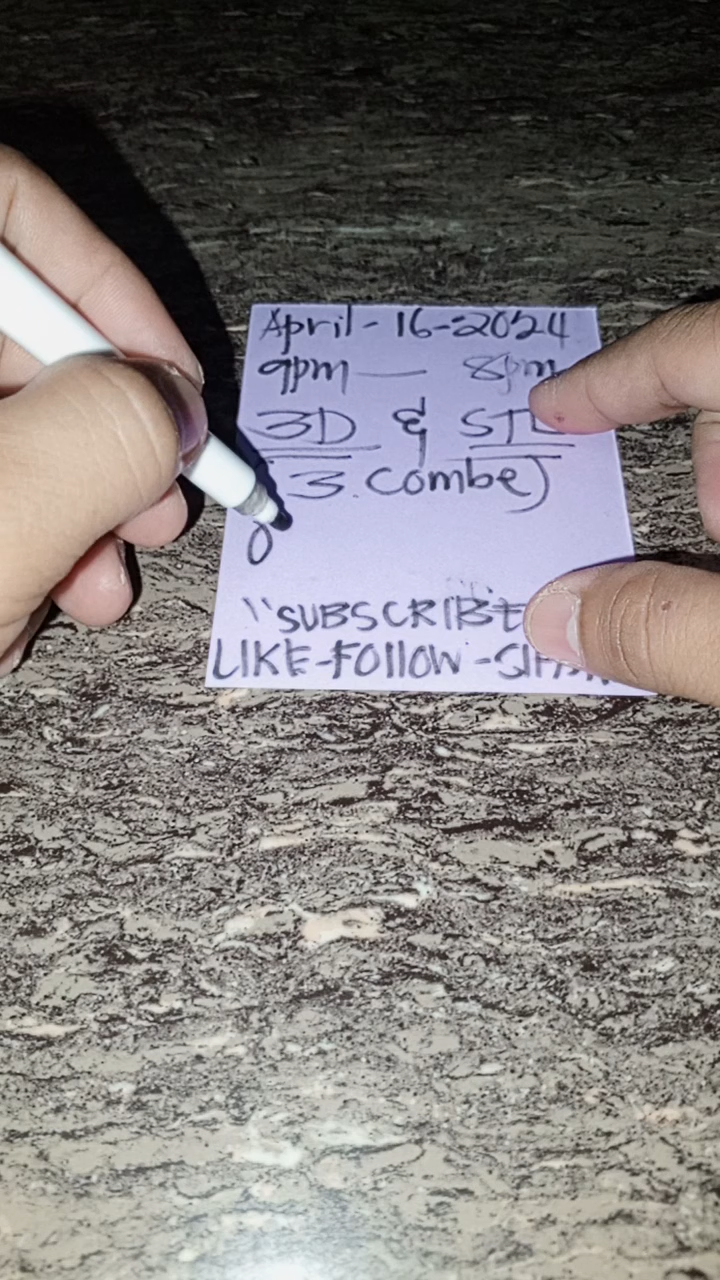 April-16-2024
9pm — 8pm
3D & STL
3.combe)
0
"SUBSCRIBE
LIKE-FOllOW-